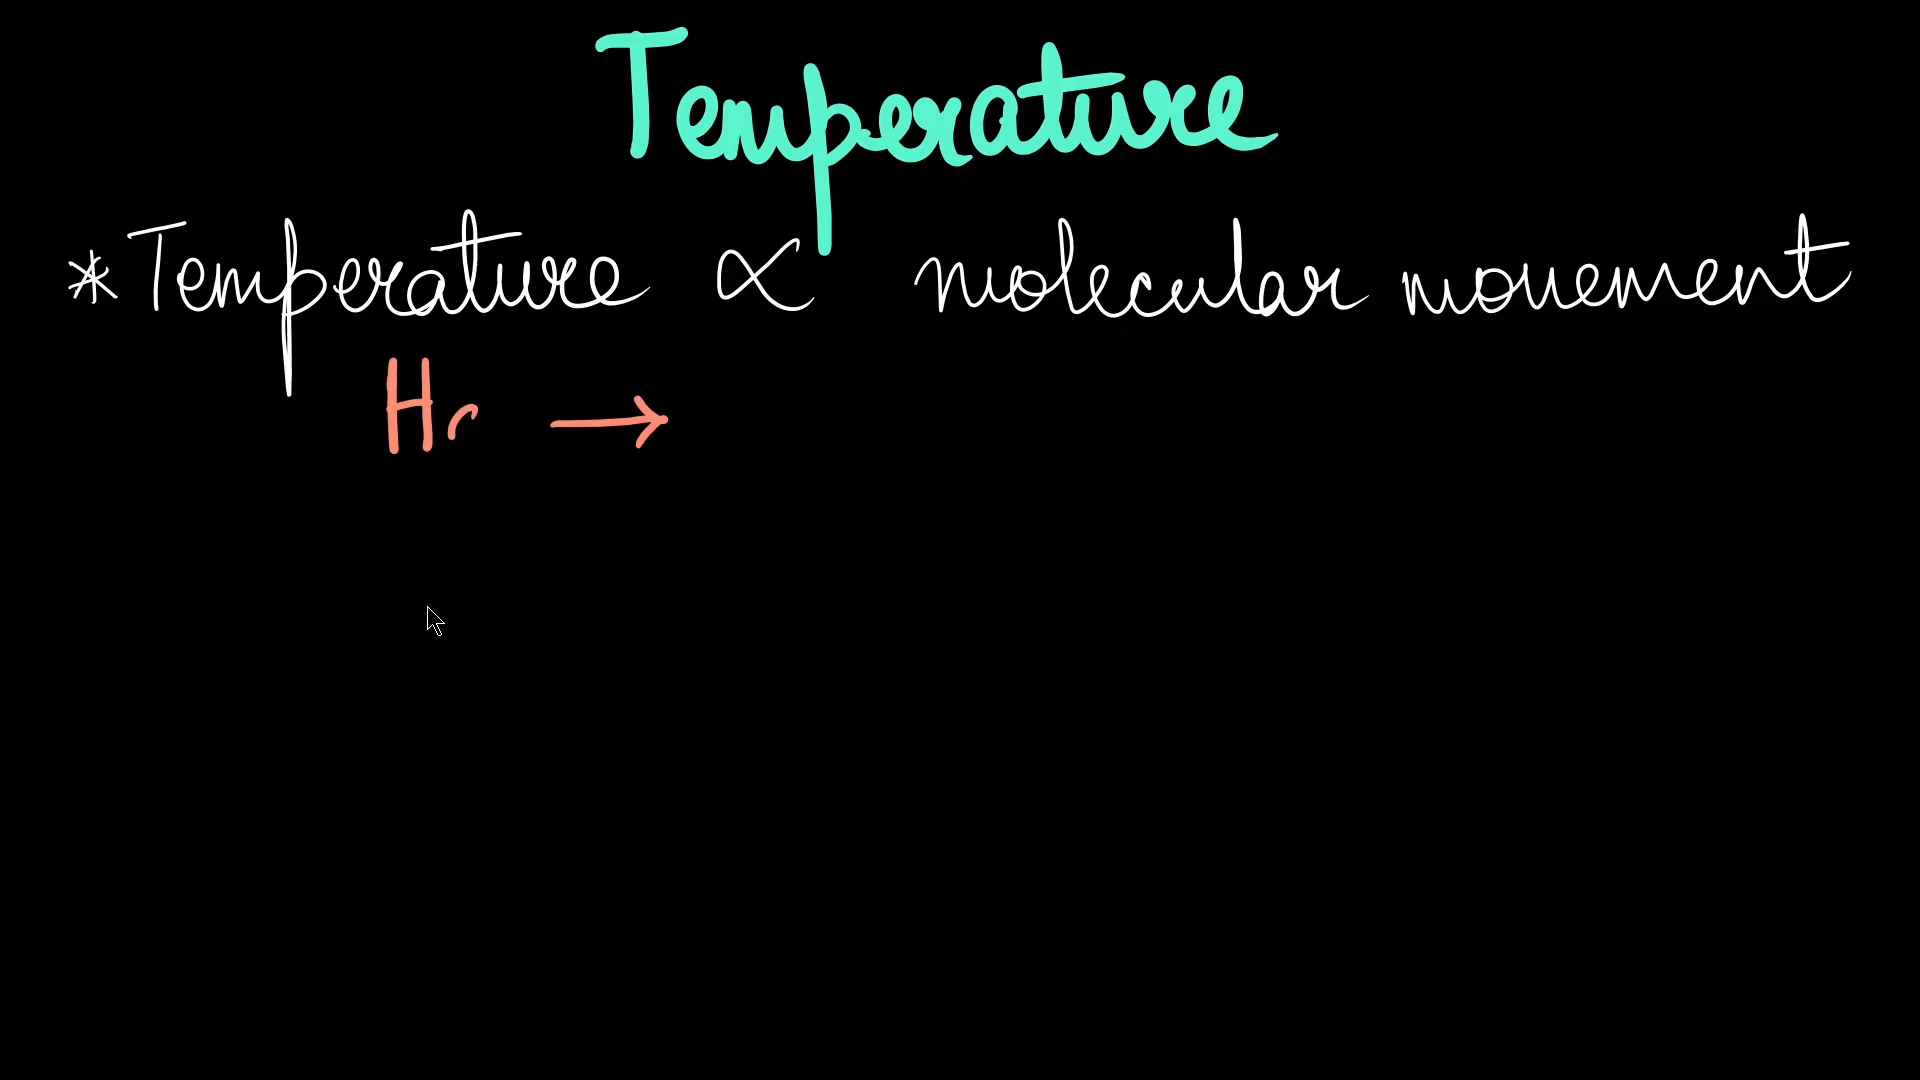 Temperature
*Temperature ∝ molecular movement
H →